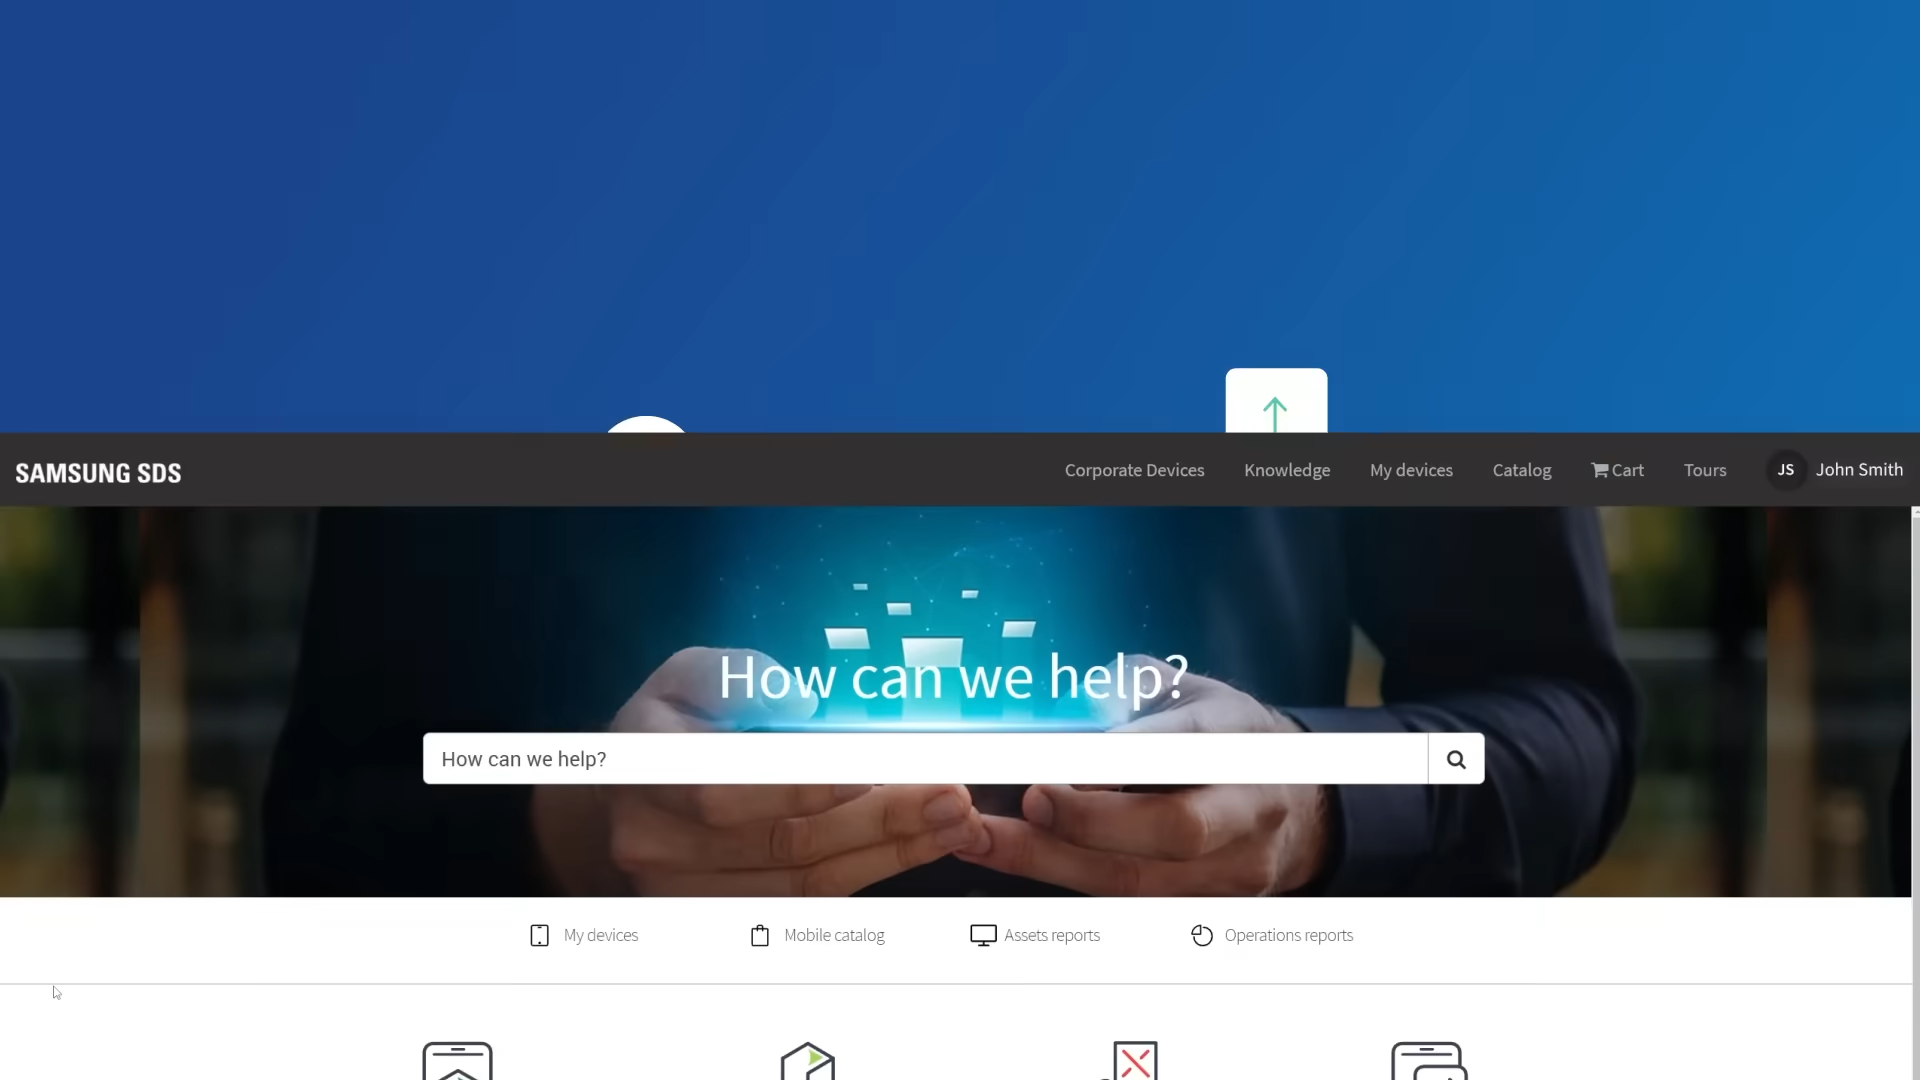 SAMSUNG SDS
Corporate Devices
Knowledge
My devices
Catalog
Cart
Tours
JS
John Smith
How can we help?
How can we help?
My devices
Mobile catalog
Assets reports
Operations reports